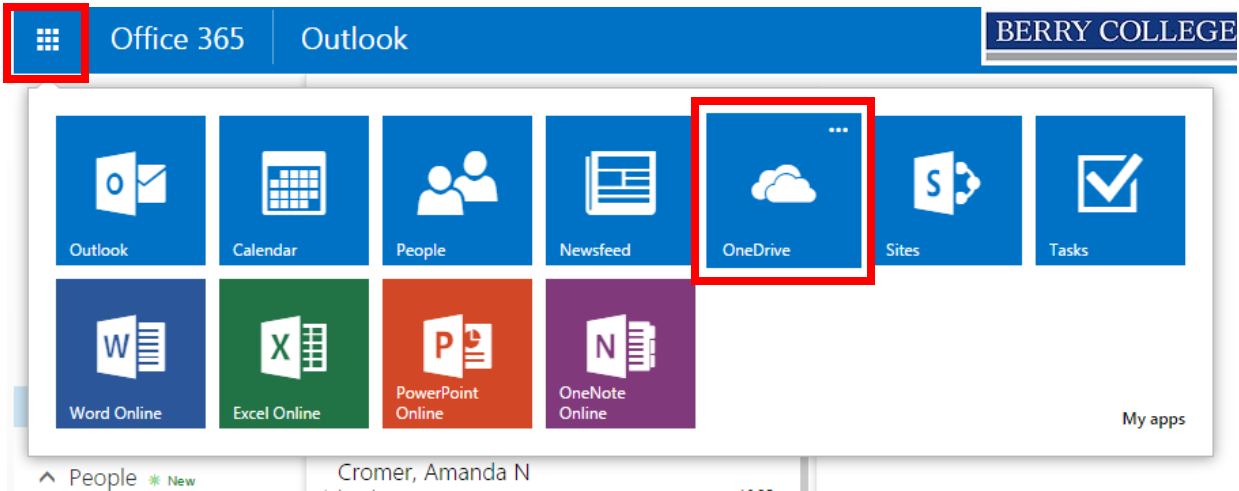 Office 365 Outlook
BERRY COLLEGE
Outlook
Calendar
People
Newsfeed
OneDrive
Sites
Tasks
Word Online
Excel Online
PowerPoint
Online
OneNote
Online
My apps
People New
Cromer, Amanda N